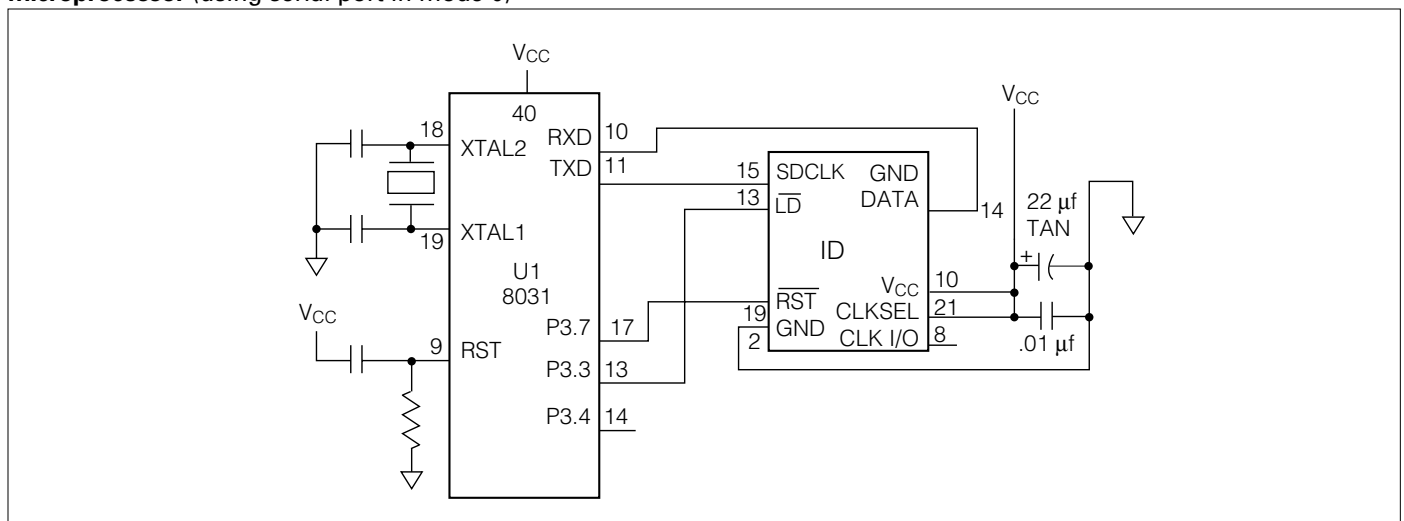 microprocessor (using serial port in mode 0)
VCC
40
18
XTAL2
RXD
10
TXD
11
19
XTAL1
U1
8031
VCC
9
RST
P3.7
17
P3.3
13
P3.4
14
15
SDCLK
GND
13
LD
DATA
14
ID
VCC
10
RST
CLKSEL
21
19
GND
2
CLK I/O
8
VCC
22 µf
TAN
+
.01 µf